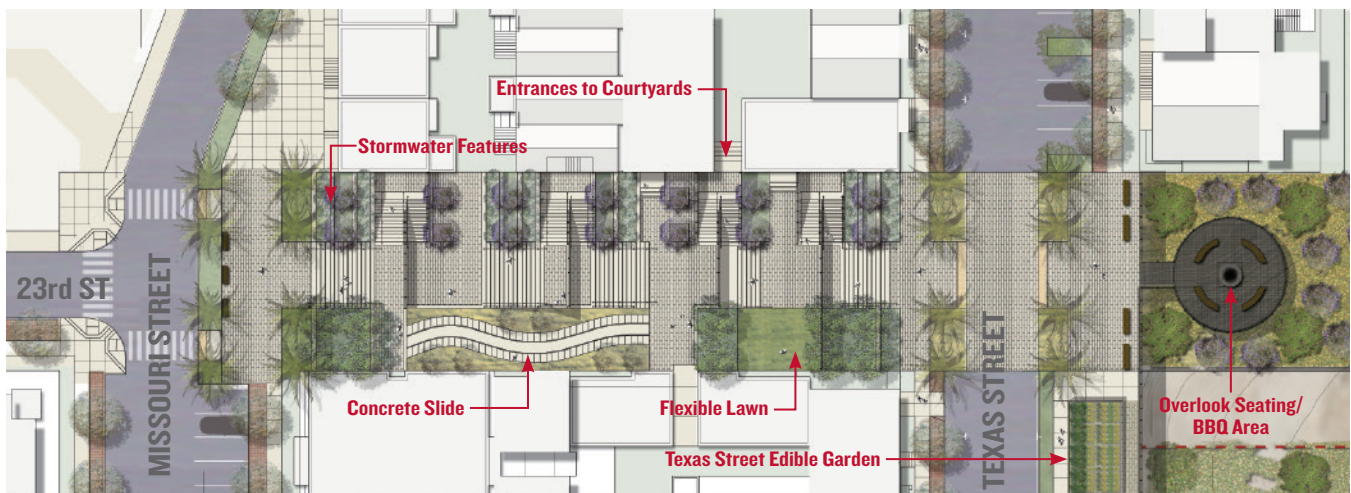 Entrances to Courtyards
Stormwater Features
23rd ST
MISSOURI STREET
TEXAS STREET
Concrete Slide
Flexible Lawn
Overlook Seating/
BBQ Area
Texas Street Edible Garden